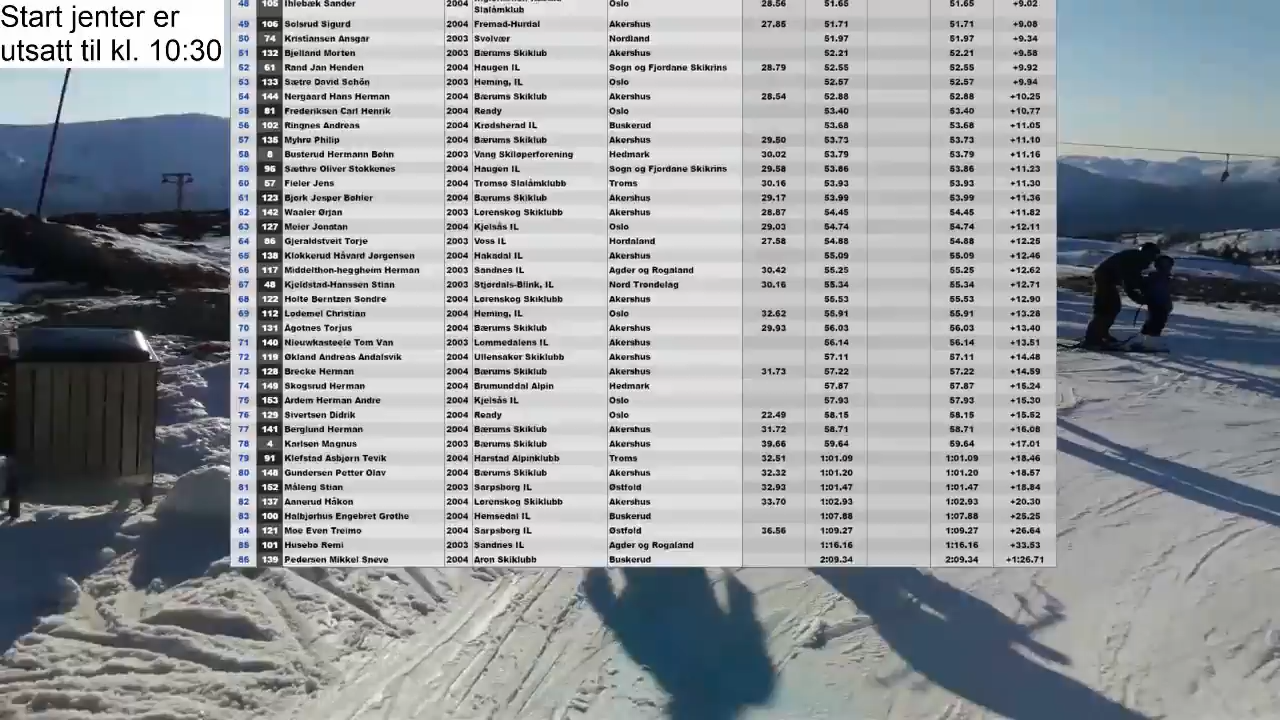 Start jenter er
utsatt til kl. 10:30
48 105 Ihlebæk Sander 2004 Slalåmklub Oslo 28.56 51.65 51.65 +9.02
49 106 Solsrud Sigurd 2004 Fremad-Hurdal Akershus 27.85 51.71 51.71 +9.08
50 74 Kristiansen Ansgar 2003 Svolvær Nordland 51.97 51.97 +9.34
51 132 Bjelland Morten 2003 Bærums Skiklub Akershus 52.21 52.21 +9.58
52 61 Rand Jan Henden 2004 Haugen IL Sogn og Fjordane Skikrins 28.79 52.55 52.55 +9.92
53 133 Sætre David Schön 2003 Heming, IL Oslo 52.57 52.57 +9.94
54 144 Nergaard Hans Herman 2004 Bærums Skiklub Akershus 28.54 52.88 52.88 +10.25
55 81 Frederiksen Carl Henrik 2004 Ready Oslo 53.40 53.40 +10.77
56 102 Ringnes Andreas 2004 Krødsherad IL Buskerud 53.68 53.68 +11.05
57 135 Myhre Philip 2004 Bærums Skiklub Akershus 29.50 53.73 53.73 +11.10
58 8 Busterud Hermann Bøhn 2003 Vang Skiløperforening Hedmark 30.02 53.79 53.79 +11.16
59 96 Sæthre Oliver Stokkenes 2004 Haugen IL Sogn og Fjordane Skikrins 29.58 53.86 53.86 +11.23
60 57 Fieler Jens 2004 Tromsø Slalåmklubb Troms 30.16 53.93 53.93 +11.30
61 123 Bjørk Jesper Bøhler 2004 Bærums Skiklub Akershus 29.17 53.99 53.99 +11.36
62 142 Waaler Ørjan 2003 Lørenskog Skiklubb Akershus 28.87 54.45 54.45 +11.82
63 127 Meier Jonatan 2004 Kjelsås IL Oslo 29.03 54.74 54.74 +12.11
64 86 Gjeraldstveit Torje 2003 Voss IL Hordaland 27.58 54.88 54.88 +12.25
65 138 Klokkerud Håvard Jørgensen 2004 Hakadal IL Akershus 55.09 55.09 +12.46
66 117 Middelthon-heggheim Herman 2003 Sandnes IL Agder og Rogaland 30.42 55.25 55.25 +12.62
67 48 Kjeldstad-Hanssen Stian 2003 Stjørdals-Blink, IL Nord Trøndelag 30.16 55.34 55.34 +12.71
68 122 Holte Berntzen Sondre 2004 Lørenskog Skiklubb Akershus 55.53 55.53 +12.90
69 112 Lødemel Christian 2004 Heming, IL Oslo 32.62 55.91 55.91 +13.28
70 131 Ågotnes Torjus 2004 Bærums Skiklub Akershus 29.93 56.03 56.03 +13.40
71 140 Nieuwkasteele Tom Van 2003 Lommedalens IL Akershus 56.14 56.14 +13.51
72 119 Økland Andreas Andalsvik 2004 Ullensaker Skiklubb Akershus 57.11 57.11 +14.48
73 128 Brecke Herman 2004 Bærums Skiklub Akershus 31.73 57.22 57.22 +14.59
74 149 Skogsrud Herman 2004 Brumunddal Alpin Hedmark 57.87 57.87 +15.24
75 153 Ardem Herman Andre 2004 Kjelsås IL Oslo 57.93 57.93 +15.30
76 129 Sivertsen Didrik 2004 Ready Oslo 22.49 58.15 58.15 +15.52
77 141 Berglund Herman 2004 Bærums Skiklub Akershus 31.72 58.71 58.71 +16.08
78 4 Karlsen Magnus 2003 Bærums Skiklub Akershus 39.66 59.64 59.64 +17.01
79 91 Klefstad Asbjørn Tevik 2004 Harstad Alpinklubb Troms 32.51 1:01.09 1:01.09 +18.46
80 148 Gundersen Petter Olav 2004 Bærums Skiklub Akershus 32.32 1:01.20 1:01.20 +18.57
81 152 Måleng Stian 2003 Sarpsborg IL Østfold 32.93 1:01.47 1:01.47 +18.84
82 137 Aanerud Håkon 2004 Lørenskog Skiklubb Akershus 33.70 1:02.93 1:02.93 +20.30
83 100 Halbjørhus Engebret Grøthe 2004 Hemsedal IL Buskerud 1:07.88 1:07.88 +25.25
84 121 Moe Even Treimo 2004 Sarpsborg IL Østfold 36.56 1:09.27 1:09.27 +26.64
85 101 Husebø Remi 2003 Sandnes IL Agder og Rogaland 1:16.16 1:16.16 +33.53
86 139 Pedersen Mikkel Sneve 2004 Aron Skiklubb Buskerud 2:09.34 2:09.34 +1:26.71